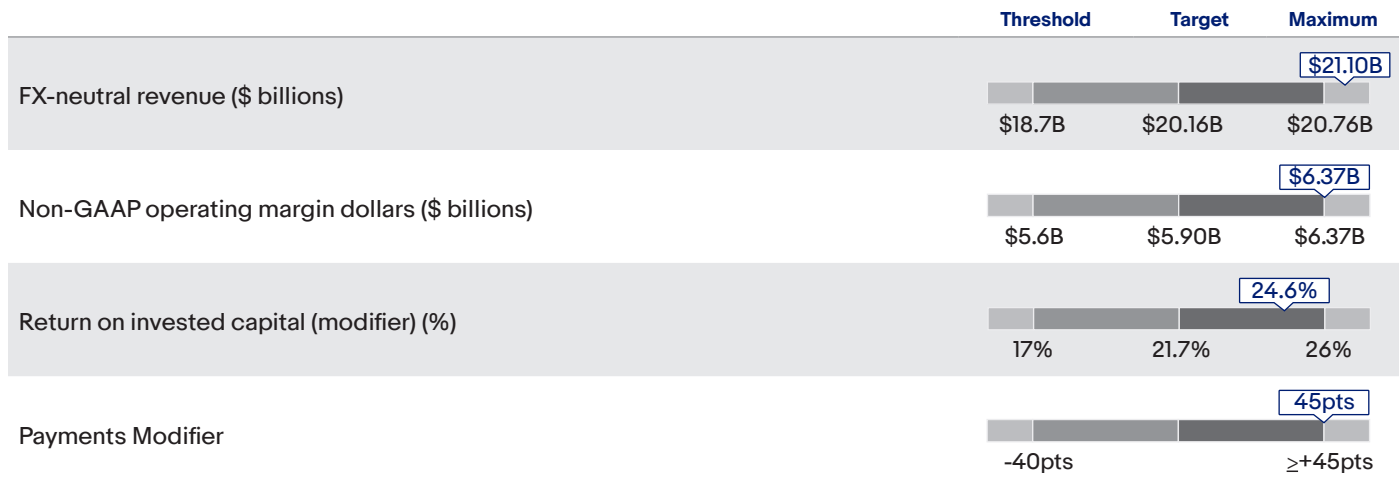 Threshold Target Maximum
$21.10B
FX-neutral revenue ($ billions)
$18.7B $20.16B $20.76B
$6.37B
Non-GAAP operating margin dollars ($ billions)
$5.6B $5.90B $6.37B
24.6%
Return on invested capital (modifier) (%)
17% 21.7% 26%
45pts
Payments Modifier
-40pts ≥+45pts